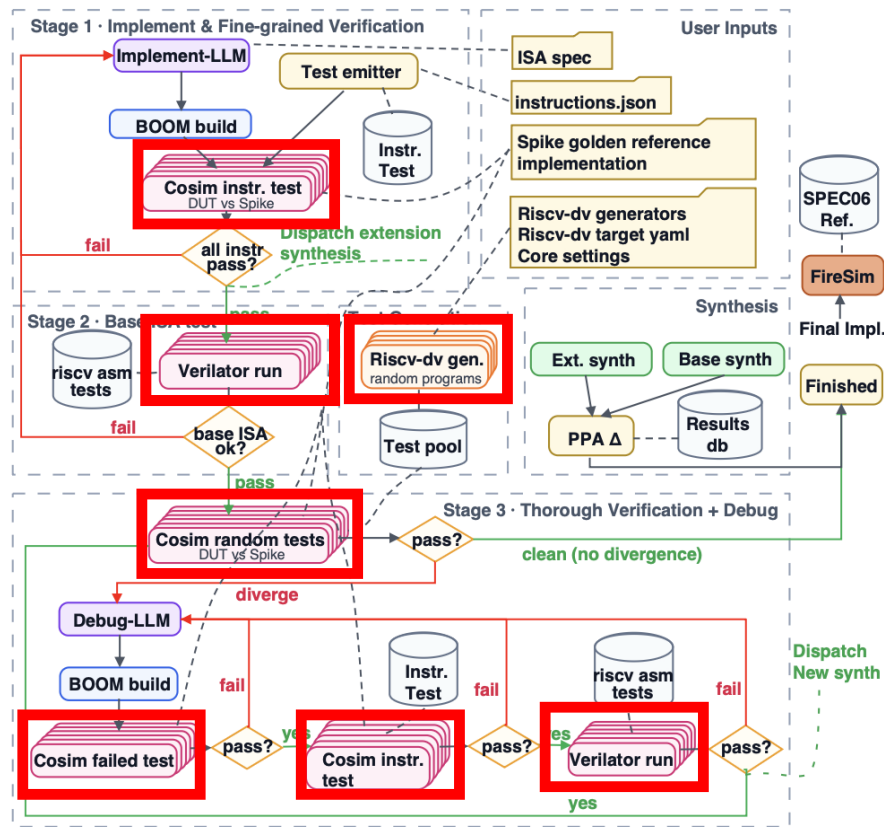 Stage 1 · Implement & Fine-grained Verification
User Inputs
Implement-LLM
Test emitter
ISA spec
instructions.json
BOOM build
Instr.
Test
Spike golden reference
implementation
Cosim instr. test
DUT vs Spike
SPEC06
Ref.
Riscv-dv generators
Riscv-dv target yaml
Core settings
fail
all instr
pass?
Dispatch extension
synthesis
FireSim
pass
Stage 2 · Base ISA test
Synthesis
Final Impl.
riscv asm
tests
Verilator run
Riscv-dv gen.
random programs
Ext. synth
Base synth
Finished
fail
base ISA
ok?
Test pool
PPA Δ
Results
db
pass
Stage 3 · Thorough Verification + Debug
Cosim random tests
DUT vs Spike
pass?
clean (no divergence)
diverge
Debug-LLM
Instr.
Test
riscv asm
tests
Dispatch
New synth
BOOM build
fail
fail
fail
Cosim failed test
pass?
yes
Cosim instr.
test
pass?
yes
Verilator run
pass?
yes